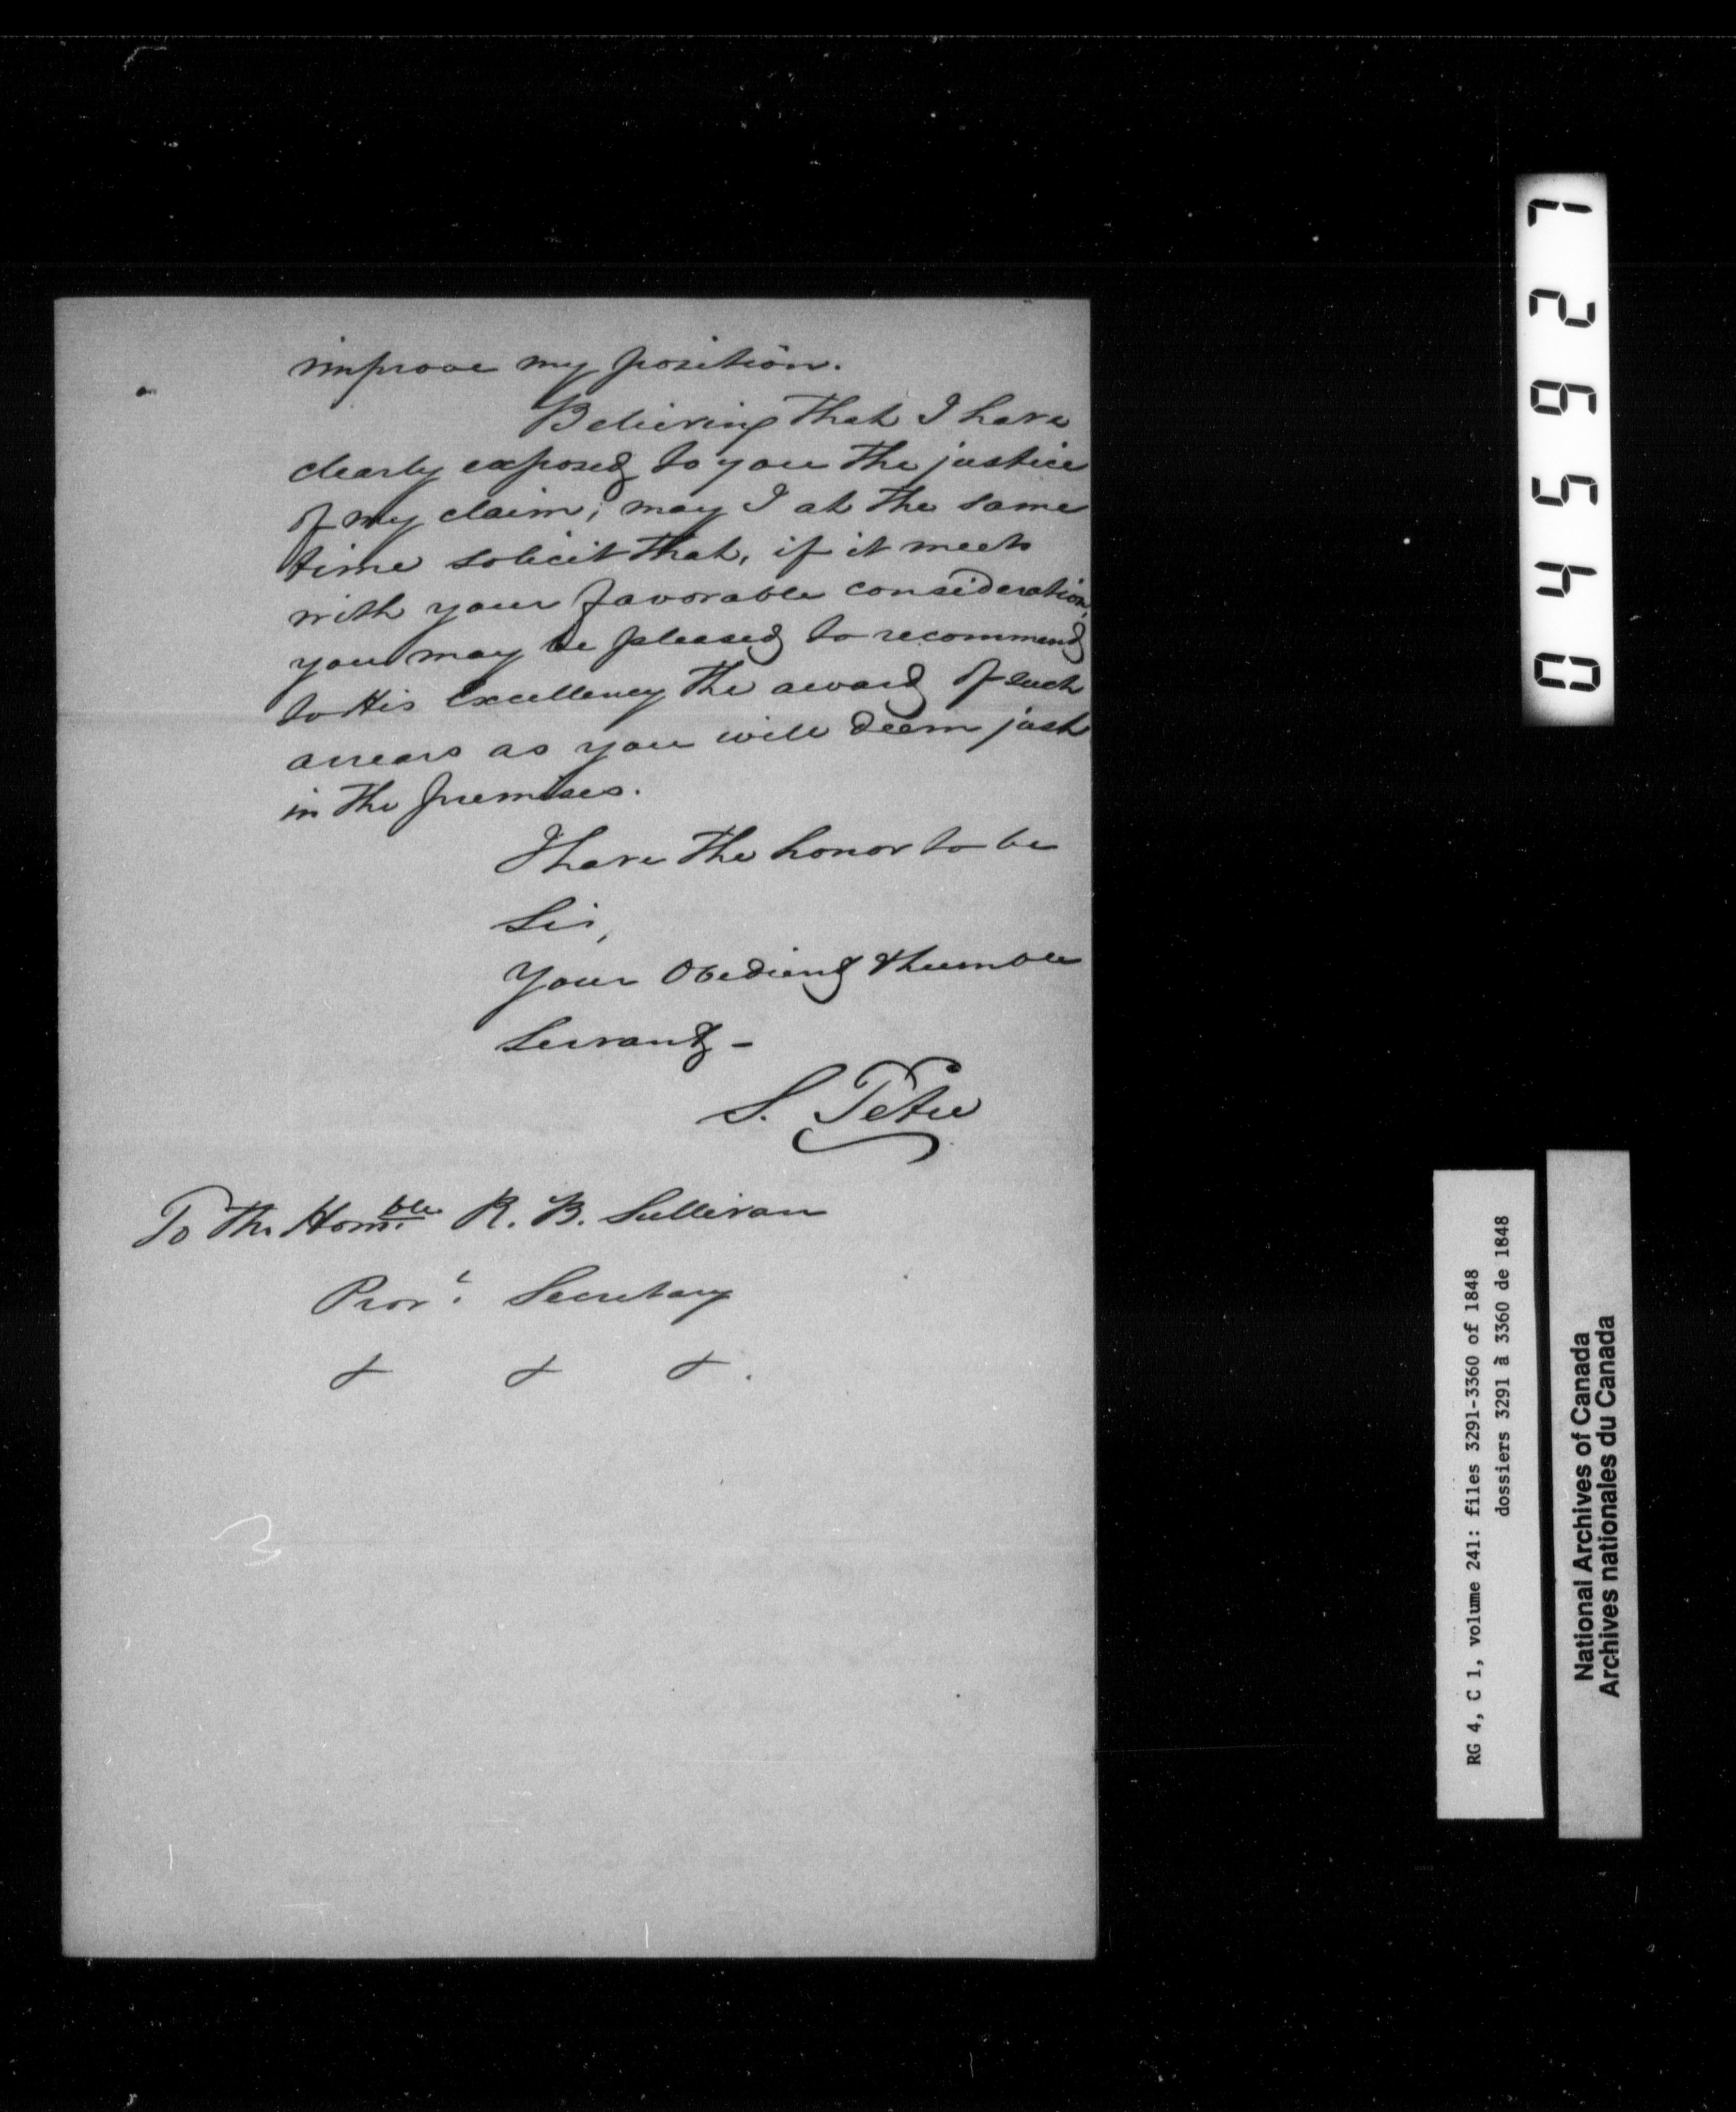 improve my position.
Believing that I have
clearly exposed to you the justice
of my claim; may I at the same
time solicit that, if it meets
with your favorable consideration,
you may be pleased to recommend
to His Excellency the award of such
arrears as you will deem just
in the premises.
I have the honor to be
Sir,
Your Obedient & humble
Servant -
S. Tetu
To the Honble. R. B. Sullivan
Provl. Secretary
& & &.
045627
RG 4, C 1, volume 241: files 3291-3360 of 1848
dossiers 3291 à 3360 de 1848
National Archives of Canada
Archives nationales du Canada